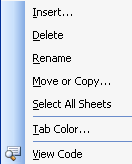 Insert...
Delete
Rename
Move or Copy...
Select All Sheets
Tab Color...
View Code